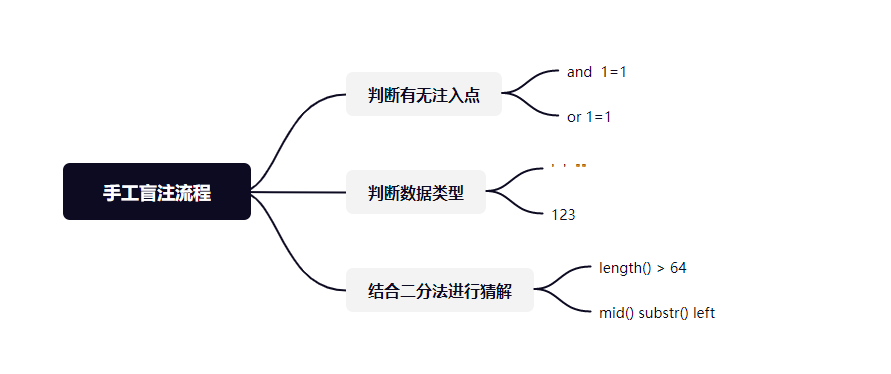 手工盲注流程
判断有无注入点
and 1=1
or 1=1
判断数据类型
' ' ""
123
结合二分法进行猜解
length() > 64
mid() substr() left